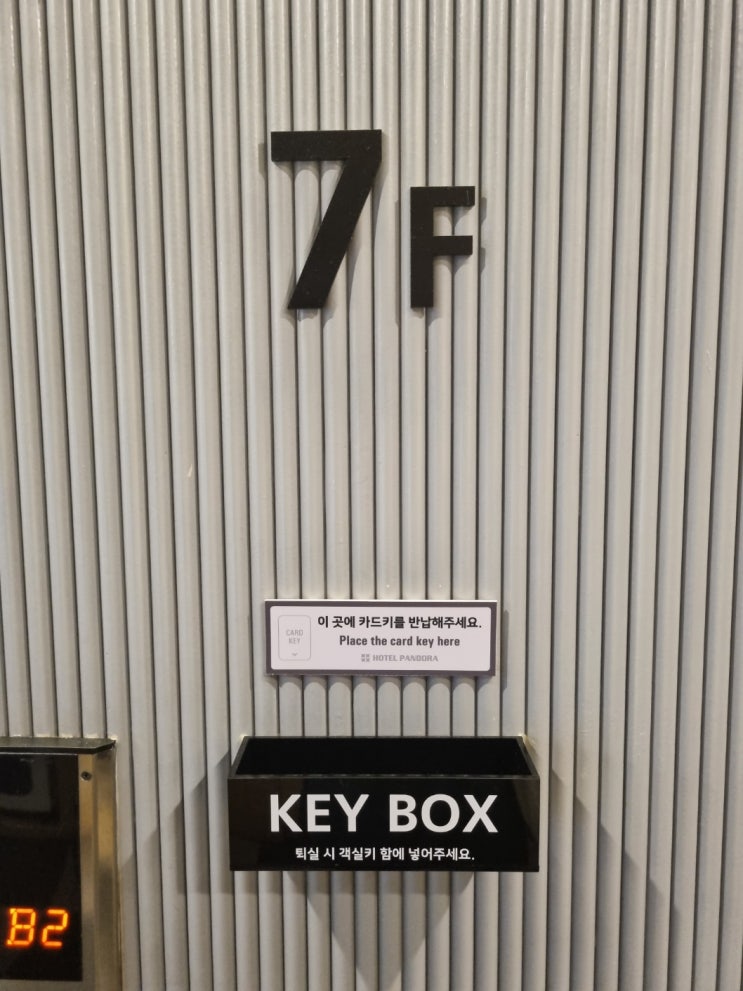 7F
CARD
KEY
이 곳에 카드키를 반납해주세요.
Place the card key here
HOTEL PANDORA
KEY BOX
퇴실 시 객실키 함에 넣어주세요.
B2